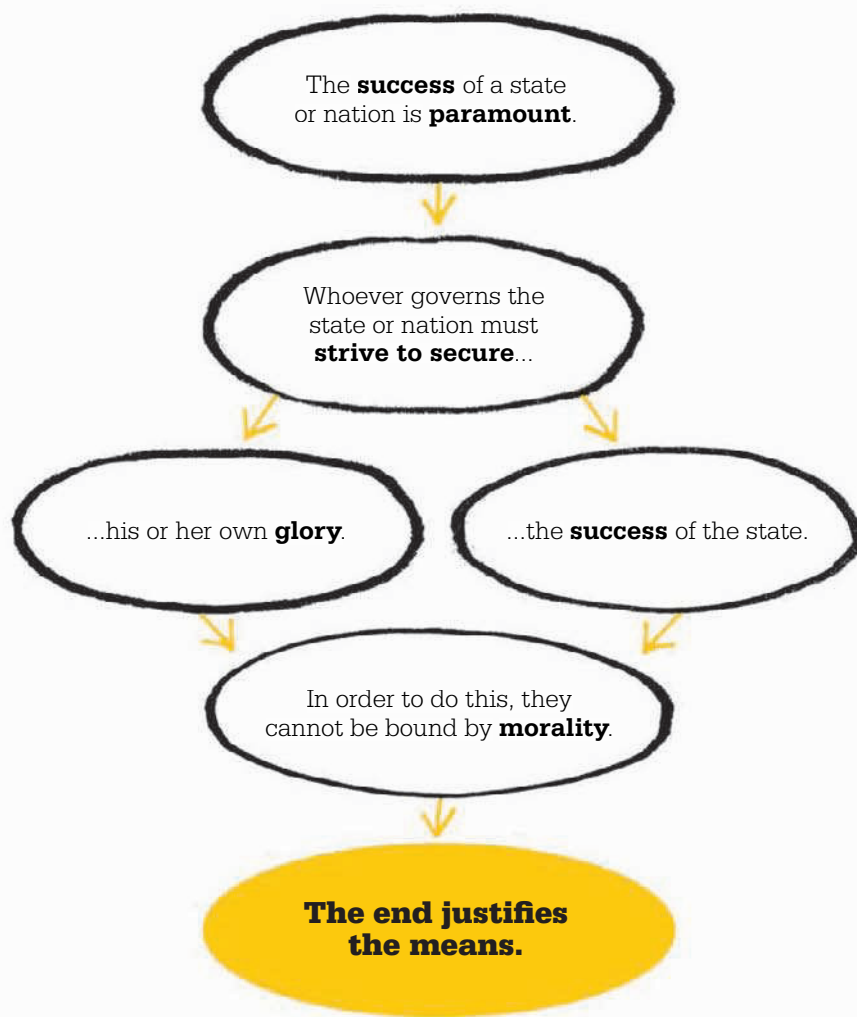 The success of a state
or nation is paramount.
Whoever governs the
state or nation must
strive to secure...
...his or her own glory.
...the success of the state.
In order to do this, they
cannot be bound by morality.
The end justifies
the means.